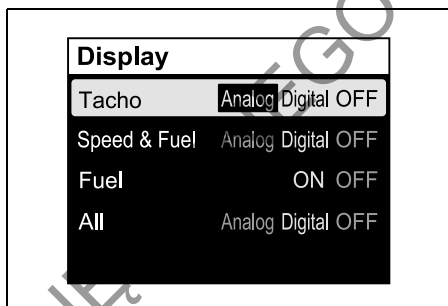 Display
Tacho Analog Digital OFF
Speed & Fuel Analog Digital OFF
Fuel ON OFF
All Analog Digital OFF